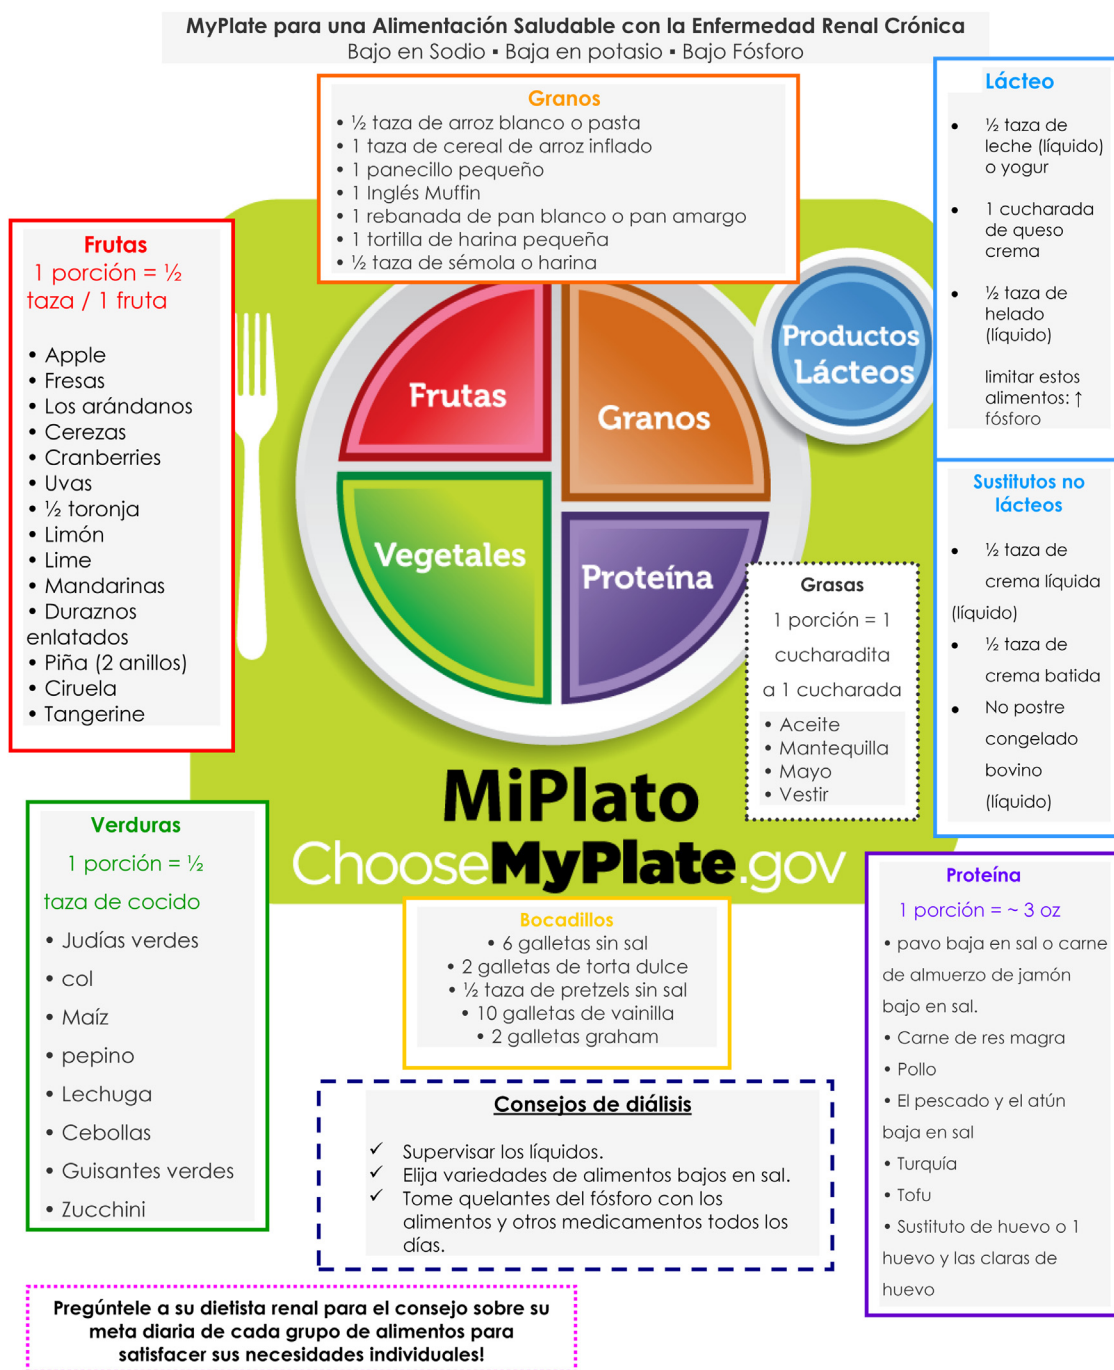 MyPlate para una Alimentación Saludable con la Enfermedad Renal Crónica
Bajo en Sodio ▪ Baja en potasio ▪ Bajo Fósforo
Granos
• ½ taza de arroz blanco o pasta
• 1 taza de cereal de arroz inflado
• 1 panecillo pequeño
• 1 Inglés Muffin
• 1 rebanada de pan blanco o pan amargo
• 1 tortilla de harina pequeña
• ½ taza de sémola o harina
Lácteo
• ½ taza de
leche (líquido)
o yogur
• 1 cucharada
de queso
crema
• ½ taza de
helado
(líquido)
limitar estos
alimentos: ↑
fósforo
Frutas
1 porción = ½
taza / 1 fruta
• Apple
• Fresas
• Los arándanos
• Cerezas
• Cranberries
• Uvas
• ½ toronja
• Limón
• Lime
• Mandarinas
• Duraznos
enlatados
• Piña (2 anillos)
• Ciruela
• Tangerine
Frutas
Granos
Vegetales
Proteína
Productos
Lácteos
Sustitutos no
lácteos
• ½ taza de
crema líquida
(líquido)
• ½ taza de
crema batida
• No postre
congelado
bovino
(líquido)
Grasas
1 porción = 1
cucharadita
a 1 cucharada
• Aceite
• Mantequilla
• Mayo
• Vestir
MiPlato
ChooseMyPlate.gov
Verduras
1 porción = ½
taza de cocido
• Judías verdes
• col
• Maíz
• pepino
• Lechuga
• Cebollas
• Guisantes verdes
• Zucchini
Bocadillos
• 6 galletas sin sal
• 2 galletas de torta dulce
• ½ taza de pretzels sin sal
• 10 galletas de vainilla
• 2 galletas graham
Proteína
1 porción = ~ 3 oz
• pavo baja en sal o carne
de almuerzo de jamón
bajo en sal.
• Carne de res magra
• Pollo
• El pescado y el atún
baja en sal
• Turquía
• Tofu
• Sustituto de huevo o 1
huevo y las claras de
huevo
Consejos de diálisis
✓ Supervisar los líquidos.
✓ Elija variedades de alimentos bajos en sal.
✓ Tome quelantes del fósforo con los
alimentos y otros medicamentos todos los
días.
Pregúntele a su dietista renal para el consejo sobre su
meta diaria de cada grupo de alimentos para
satisfacer sus necesidades individuales!